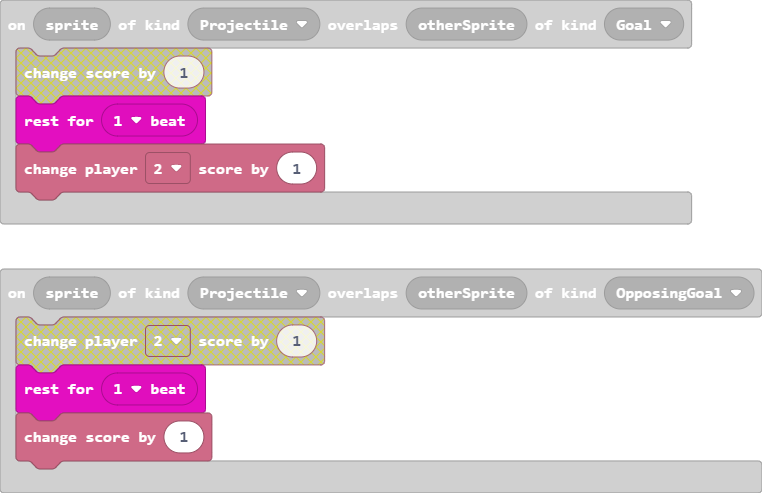 on sprite of kind Projectile overlaps otherSprite of kind Goal
change score by 1
rest for 1 beat
change player 2 score by 1
on sprite of kind Projectile overlaps otherSprite of kind OpposingGoal
change player 2 score by 1
rest for 1 beat
change score by 1